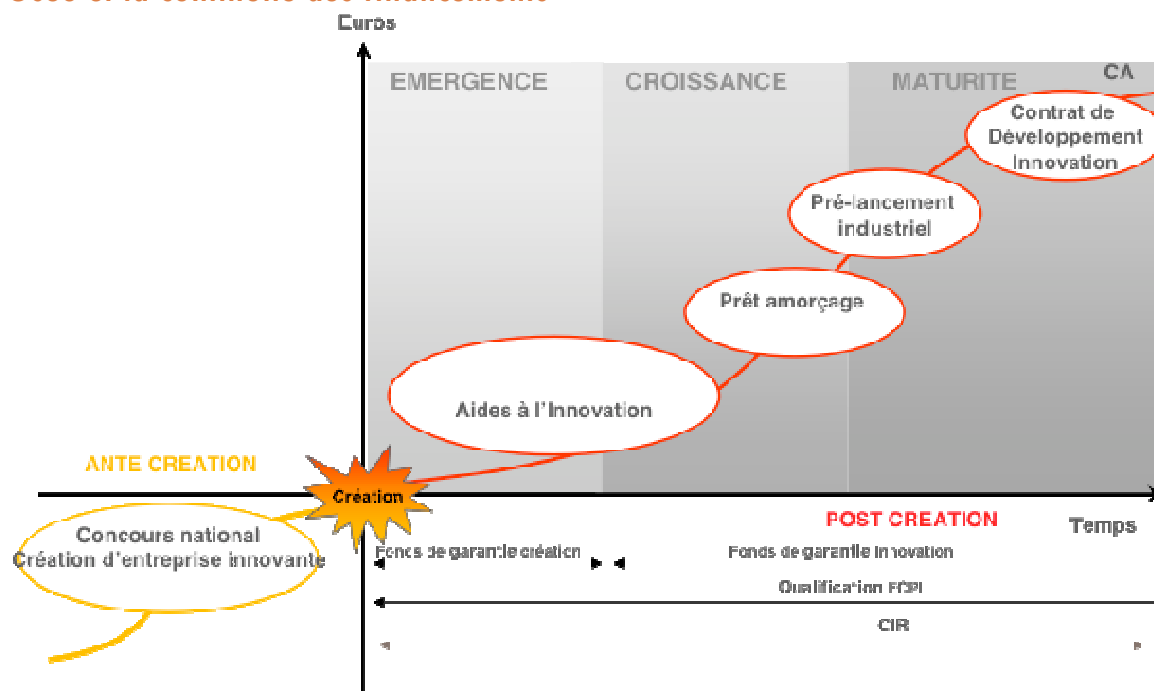 Euros
EMERGENCE
CROISSANCE
MATURITE
CA
Contrat de
Développement
Innovation
Pré-lancement
industriel
Prêt amorçage
Aides à l'Innovation
ANTE CREATION
Création
Concours national
Création d'entreprise innovante
POST CREATION
Temps
Fonds de garantie création
Fonds de garantie Innovation
Qualification FCPI
CIR